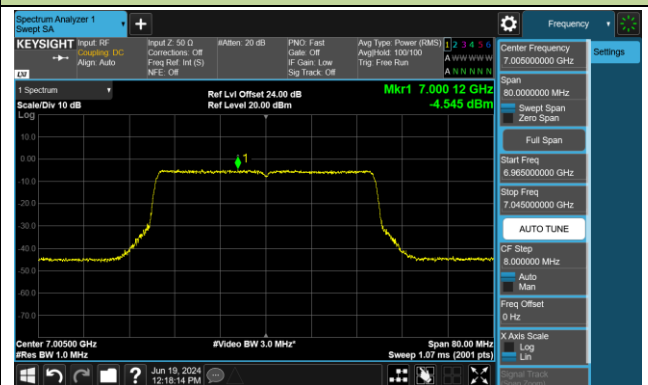 Spectrum Analyzer 1
Swept SA
Frequency
KEYSIGHT
Input: RF
Coupling: DC
Align: Auto
Input Z: 50 Ω
Corrections: Off
Freq Ref: Int (S)
NFE: Off
#Atten: 20 dB
PNO: Fast
Gate: Off
IF Gain: Low
Sig Track: Off
Avg Type: Power (RMS)
Avg|Hold: 100/100
Trig: Free Run
1 2 3 4 5 6
A W W W W W
A N N N N N
LXI
Center Frequency
7.005000000 GHz
Settings
Span
80.0000000 MHz
Swept Span
Zero Span
Full Span
Start Freq
6.965000000 GHz
Stop Freq
7.045000000 GHz
AUTO TUNE
CF Step
8.000000 MHz
Auto
Man
Freq Offset
0 Hz
X Axis Scale
Log
Lin
Signal Track
(Span Zoom)
1 Spectrum
Scale/Div 10 dB
Log
Ref Lvl Offset 24.00 dB
Ref Level 20.00 dBm
Mkr1 7.000 12 GHz
-4.545 dBm
1
10.0
0.00
-10.0
-20.0
-30.0
-40.0
-50.0
-60.0
-70.0
Center 7.00500 GHz
#Res BW 1.0 MHz
#Video BW 3.0 MHz*
Span 80.00 MHz
Sweep 1.07 ms (2001 pts)
?
Jun 19, 2024
12:18:14 PM